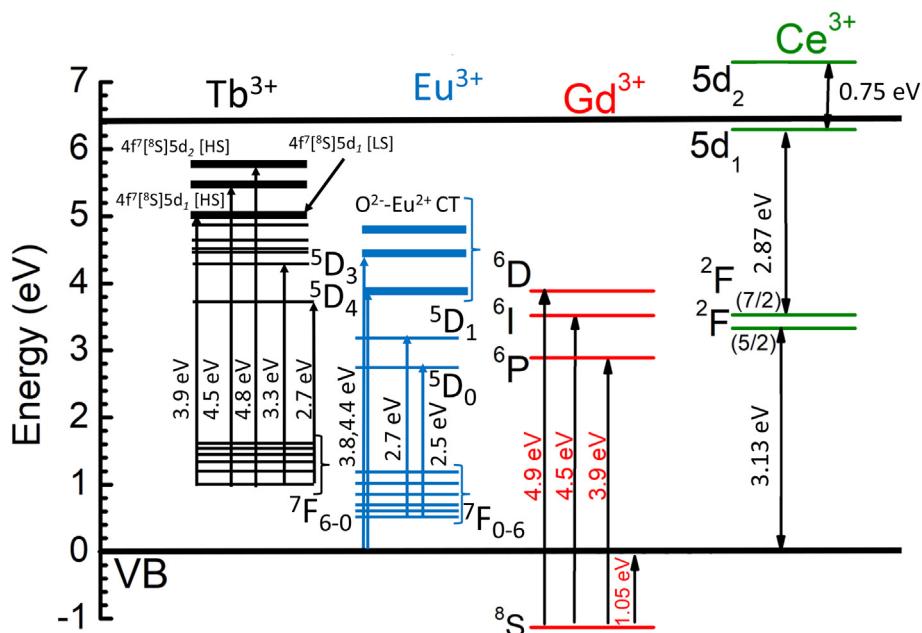 Energy (eV)
7
6
5
4
3
2
1
0
-1
VB
Tb³⁺
4f⁷[⁸S]5d₂ [HS]
4f⁷[⁸S]5d₁ [LS]
4f⁷[⁸S]5d₁ [HS]
⁵D₃
⁵D₄
3.9 eV
4.5 eV
4.8 eV
3.3 eV
2.7 eV
⁷F₆₋₀
Eu³⁺
O²⁻-Eu²⁺ CT
⁵D₁
⁵D₀
3.8,4.4 eV
2.7 eV
2.5 eV
⁷F₀₋₆
Gd³⁺
⁶D
⁶I
⁶P
4.9 eV
4.5 eV
3.9 eV
1.05 eV
⁸S
Ce³⁺
5d₂
0.75 eV
5d₁
2.87 eV
²F (7/2)
²F (5/2)
3.13 eV